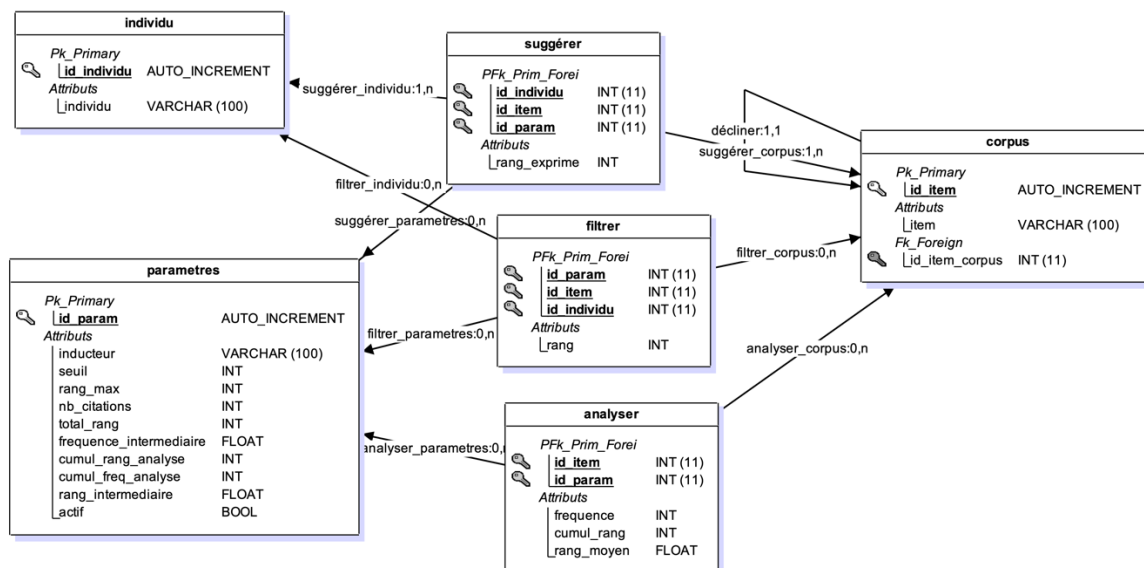 individu
Pk_Primary
id_individu AUTO_INCREMENT
Attributs
individu VARCHAR (100)
suggérer
PFk_Prim_Forei
id_individu INT (11)
id_item INT (11)
id_param INT (11)
Attributs
rang_exprime INT
suggérer_individu:1,n
décliner:1,1
suggérer_corpus:1,n
corpus
Pk_Primary
id_item AUTO_INCREMENT
Attributs
item VARCHAR (100)
Fk_Foreign
id_item_corpus INT (11)
filtrer_individu:0,n
suggérer_parametres:0,n
filtrer
PFk_Prim_Forei
id_param INT (11)
id_item INT (11)
id_individu INT (11)
Attributs
rang INT
filtrer_corpus:0,n
parametres
Pk_Primary
id_param AUTO_INCREMENT
Attributs
inducteur VARCHAR (100)
seuil INT
rang_max INT
nb_citations INT
total_rang INT
frequence_intermediaire FLOAT
cumul_rang_analyse INT
cumul_freq_analyse INT
rang_intermediaire FLOAT
actif BOOL
filtrer_parametres:0,n
analyser_corpus:0,n
analyser_parametres:0,n
analyser
PFk_Prim_Forei
id_item INT (11)
id_param INT (11)
Attributs
frequence INT
cumul_rang INT
rang_moyen FLOAT